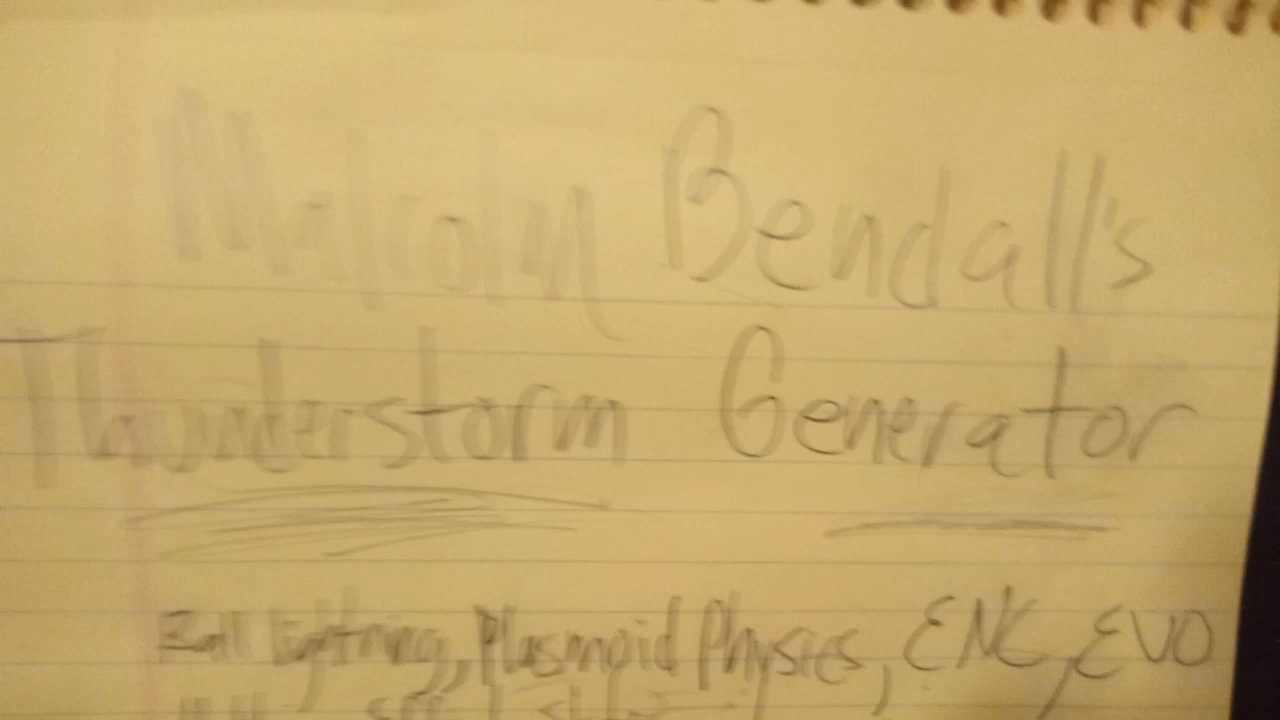 Malcolm Bendall's
Thunderstorm Generator
Ball lightning, Plasmoid Physics, ENC, EVO